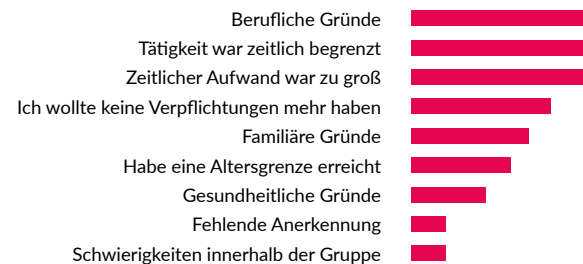 Berufliche Gründe
Tätigkeit war zeitlich begrenzt
Zeitlicher Aufwand war zu groß
Ich wollte keine Verpflichtungen mehr haben
Familiäre Gründe
Habe eine Altersgrenze erreicht
Gesundheitliche Gründe
Fehlende Anerkennung
Schwierigkeiten innerhalb der Gruppe